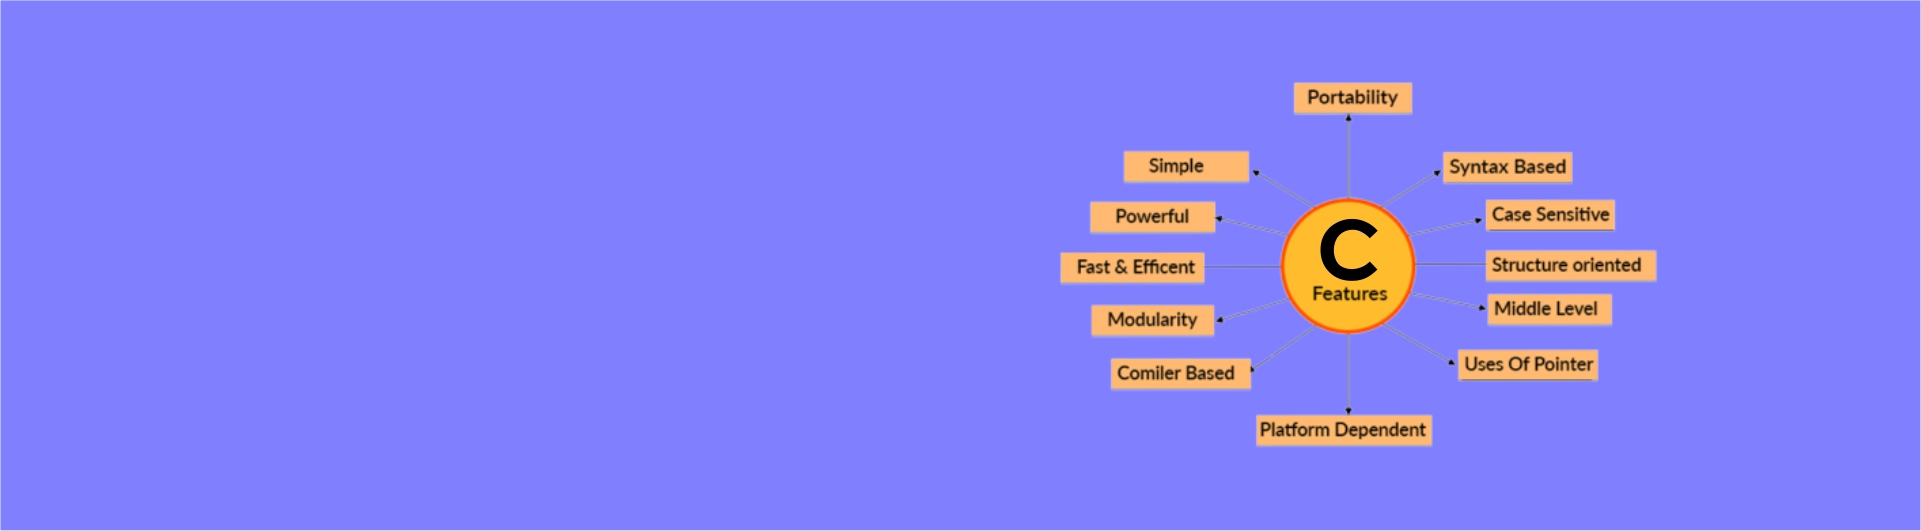 Portability
Simple
Syntax Based
Powerful
Case Sensitive
C
Features
Fast & Efficent
Structure oriented
Modularity
Middle Level
Comiler Based
Uses Of Pointer
Platform Dependent